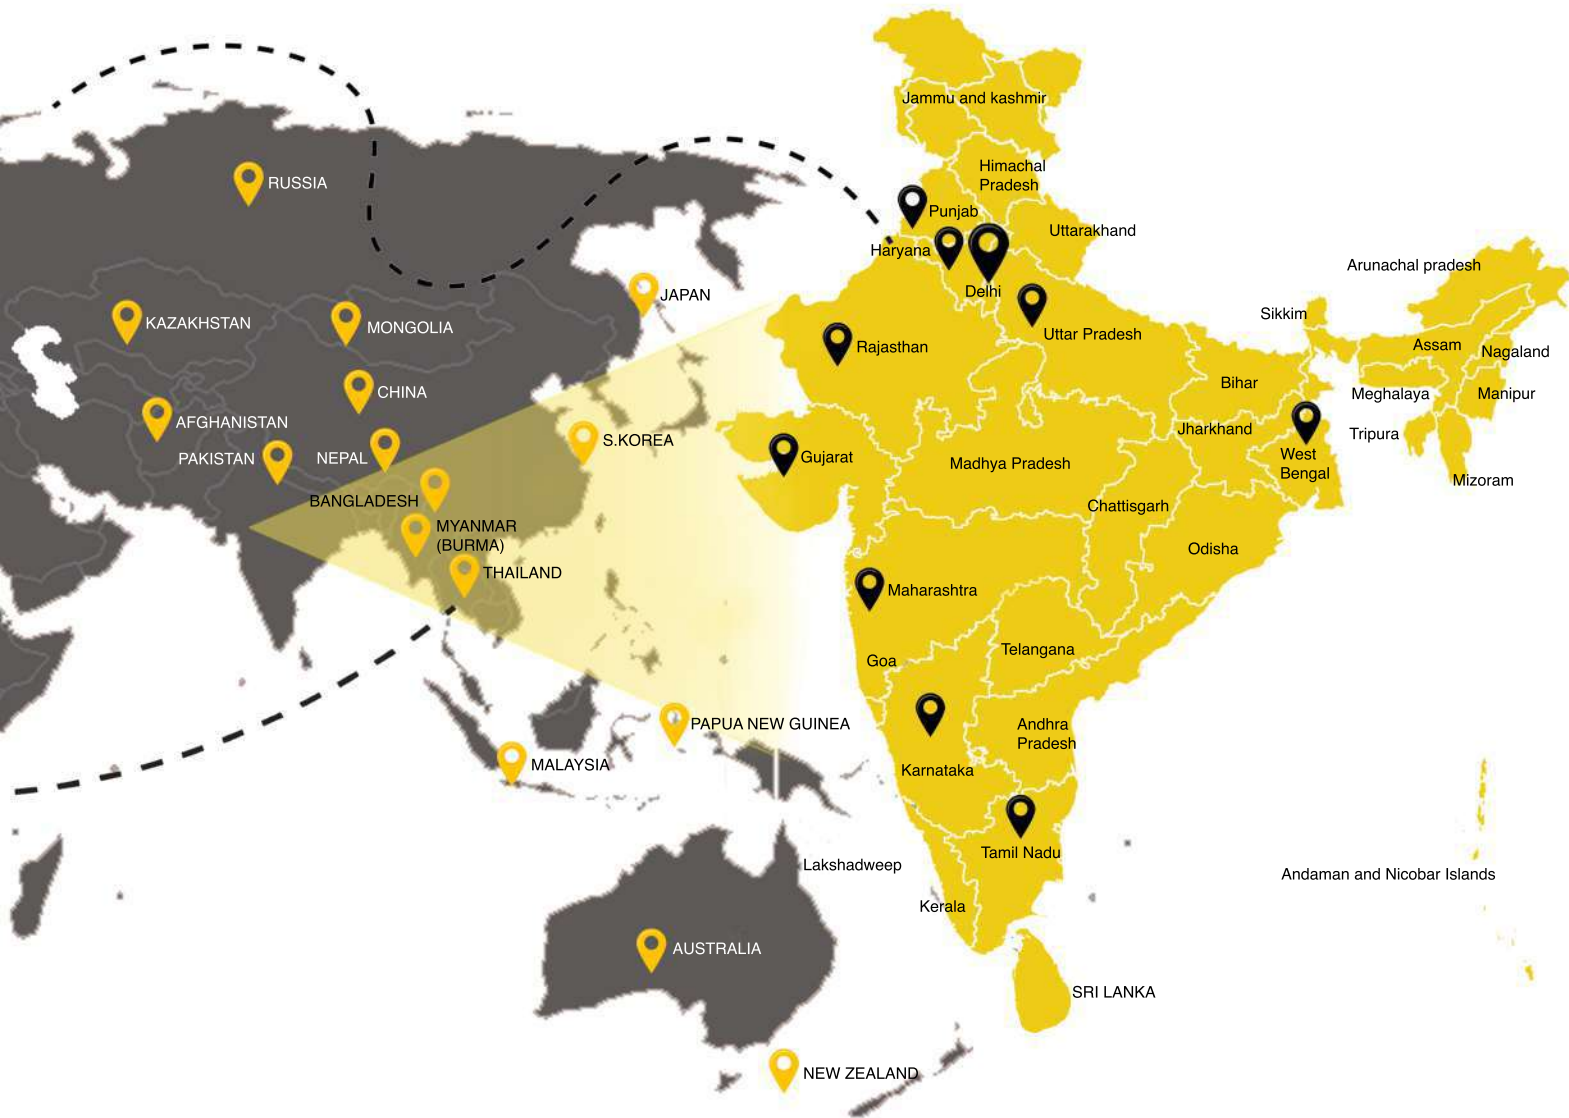 RUSSIA
JAPAN
KAZAKHSTAN
MONGOLIA
CHINA
AFGHANISTAN
PAKISTAN
NEPAL
S.KOREA
BANGLADESH
MYANMAR
(BURMA)
THAILAND
PAPUA NEW GUINEA
MALAYSIA
AUSTRALIA
NEW ZEALAND
Jammu and kashmir
Himachal
Pradesh
Punjab
Uttarakhand
Haryana
Delhi
Arunachal pradesh
Sikkim
Uttar Pradesh
Rajasthan
Assam
Nagaland
Bihar
Meghalaya
Manipur
Jharkhand
Tripura
Gujarat
Madhya Pradesh
West
Bengal
Mizoram
Chattisgarh
Odisha
Maharashtra
Telangana
Goa
Andhra
Pradesh
Karnataka
Tamil Nadu
Lakshadweep
Andaman and Nicobar Islands
Kerala
SRI LANKA